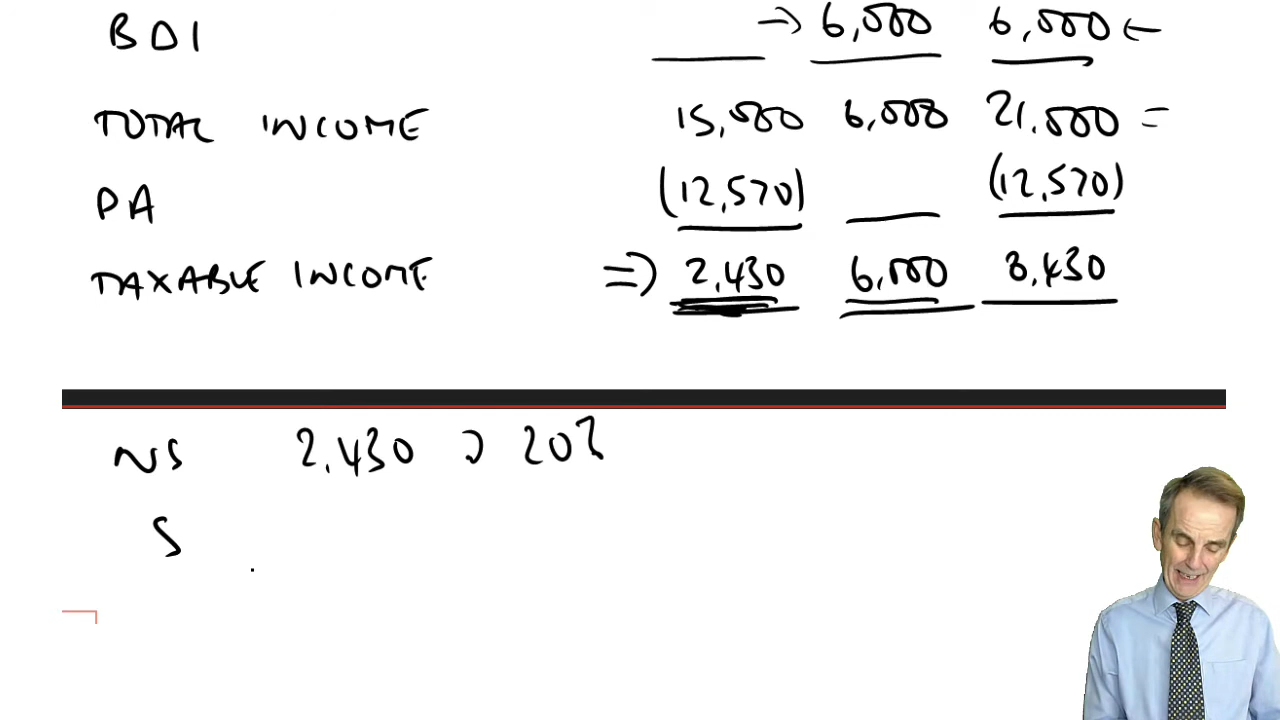 BDI → 6,000 6,000 ←
TOTAL INCOME 15,000 6,000 21,000 =
PA (12,570) (12,570)
TAXABLE INCOME => 2,430 6,000 8,430
NS 2,430 @ 20%
S